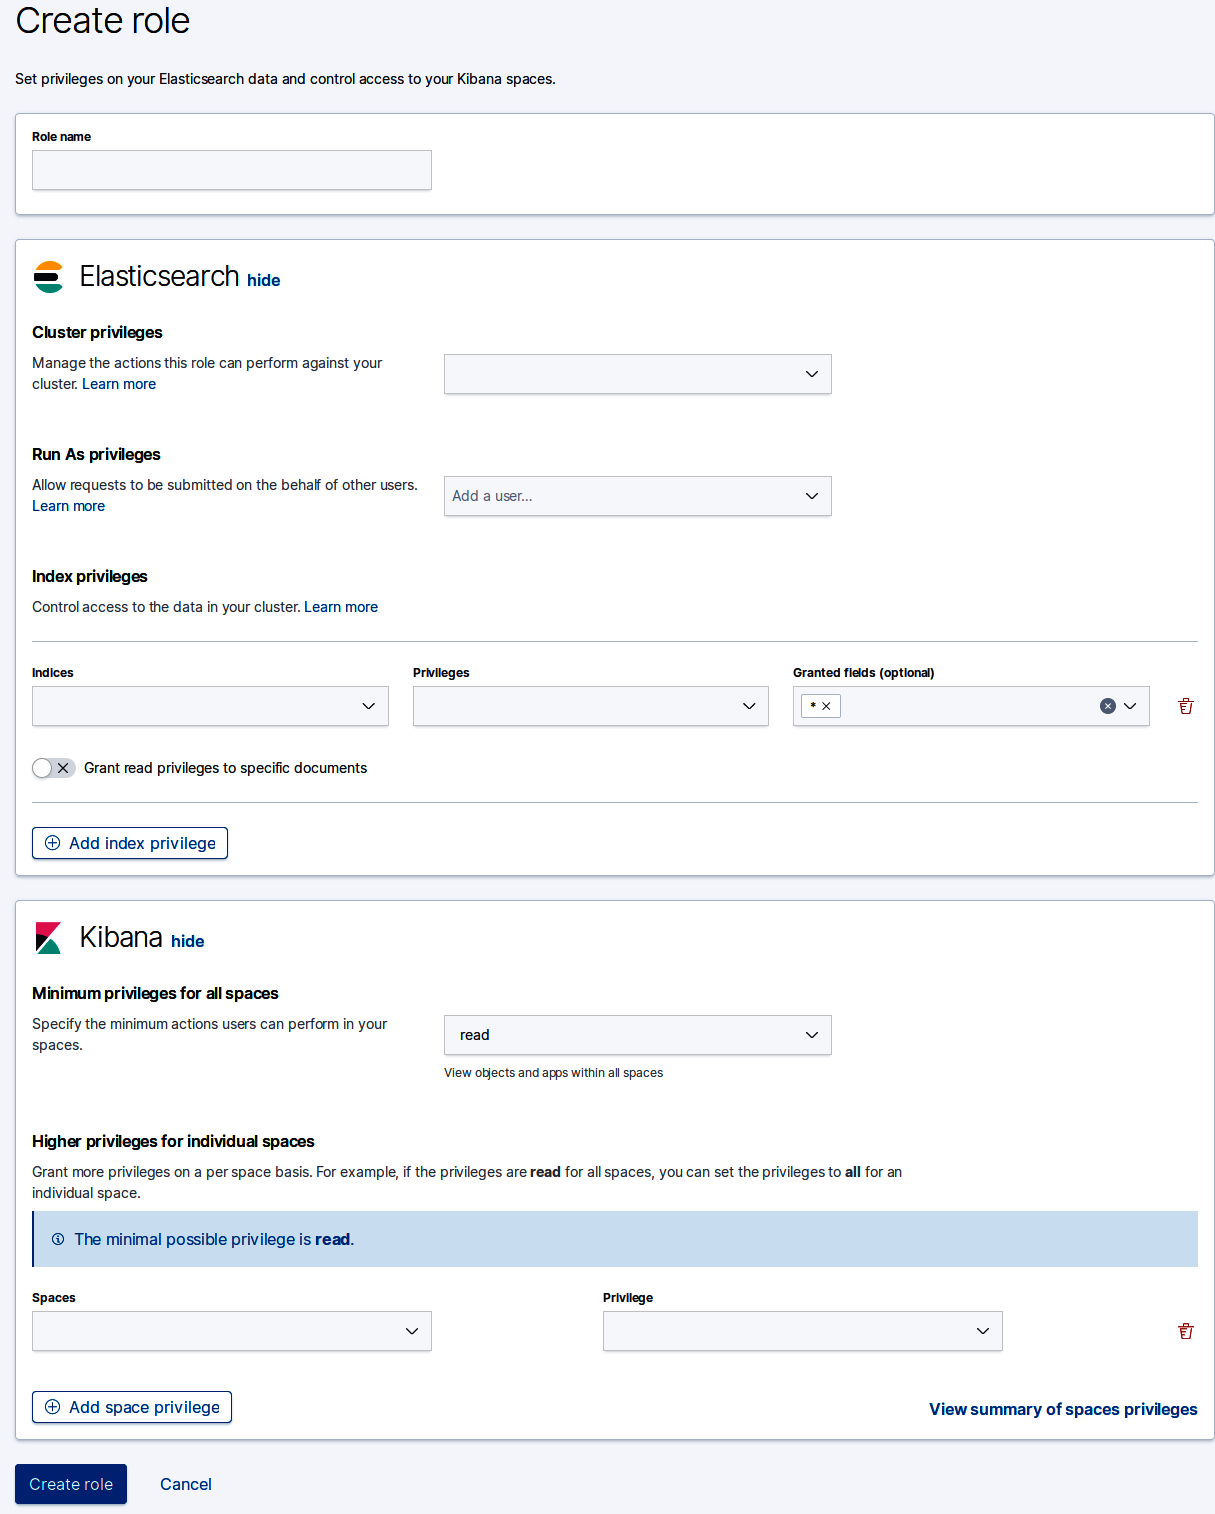 Create role
Set privileges on your Elasticsearch data and control access to your Kibana spaces.
Role name
Elasticsearch hide
Cluster privileges
Manage the actions this role can perform against your
cluster. Learn more
Run As privileges
Allow requests to be submitted on the behalf of other users.
Learn more
Add a user...
Index privileges
Control access to the data in your cluster. Learn more
Indices
Privileges
Granted fields (optional)
*
Grant read privileges to specific documents
Add index privilege
Kibana hide
Minimum privileges for all spaces
Specify the minimum actions users can perform in your
spaces.
read
View objects and apps within all spaces
Higher privileges for individual spaces
Grant more privileges on a per space basis. For example, if the privileges are read for all spaces, you can set the privileges to all for an
individual space.
The minimal possible privilege is read.
Spaces
Privilege
Add space privilege
View summary of spaces privileges
Create role
Cancel